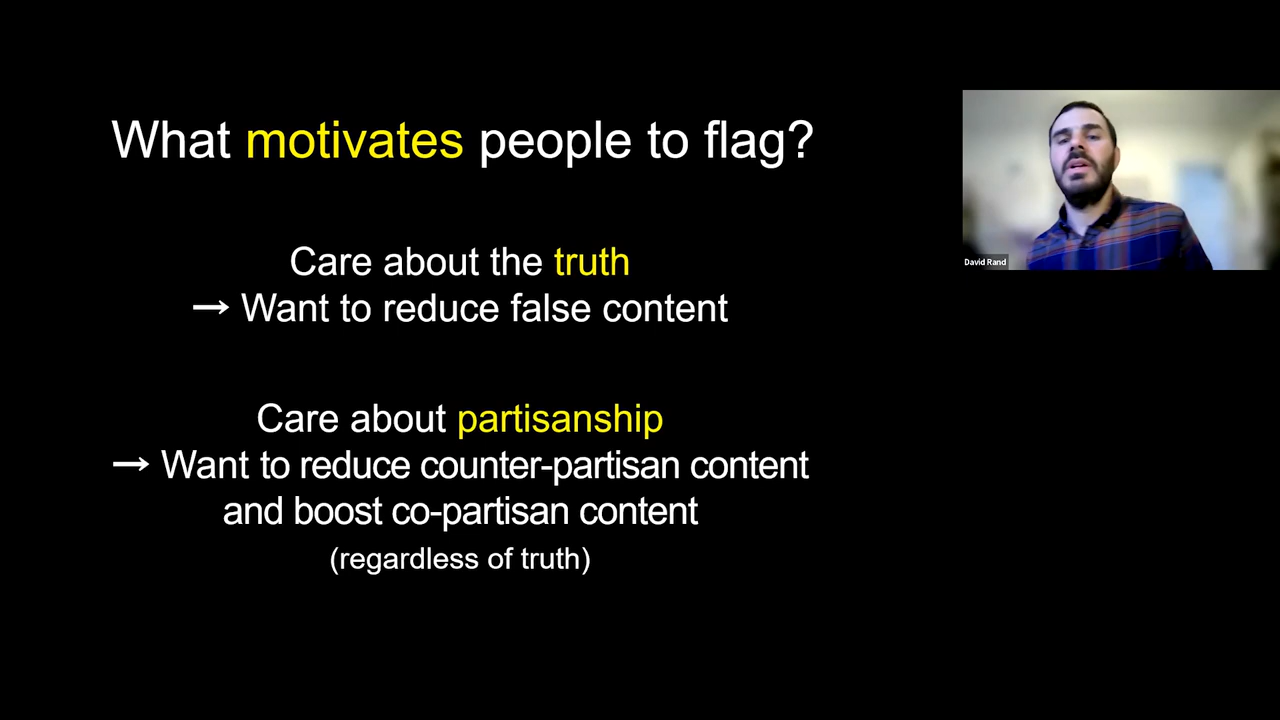 What motivates people to flag?
Care about the truth
→ Want to reduce false content
Care about partisanship
→ Want to reduce counter-partisan content
and boost co-partisan content
(regardless of truth)
David Rand